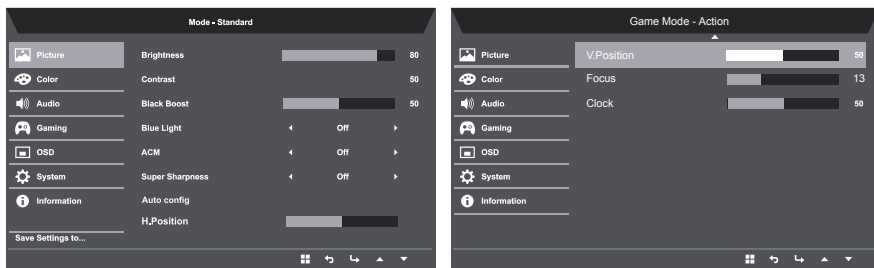 Mode - Standard
Picture
Brightness
80
Color
Contrast
50
Audio
Black Boost
50
Gaming
Blue Light
Off
OSD
ACM
Off
System
Super Sharpness
Off
Information
Auto config
H.Position
Save Settings to...
Game Mode - Action
Picture
V.Position
50
Color
Focus
13
Audio
Clock
50
Gaming
OSD
System
Information